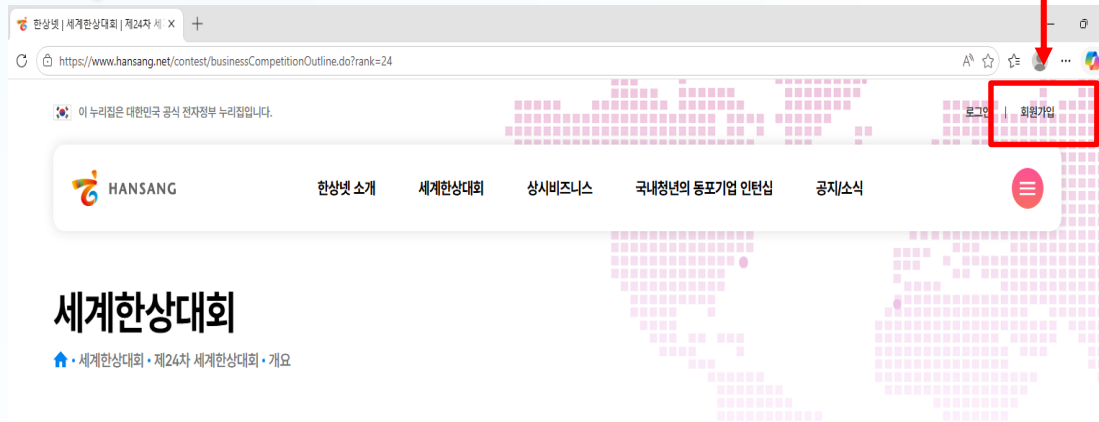 한상넷 | 세계한상대회 | 제24차 세
https://www.hansang.net/contest/businessCompetitionOutline.do?rank=24
이 누리집은 대한민국 공식 전자정부 누리집입니다.
로그인 | 회원가입
HANSANG 한상넷 소개 세계한상대회 상시비즈니스 국내청년의 동포기업 인턴십 공지/소식
세계한상대회
• 세계한상대회 • 제24차 세계한상대회 • 개요